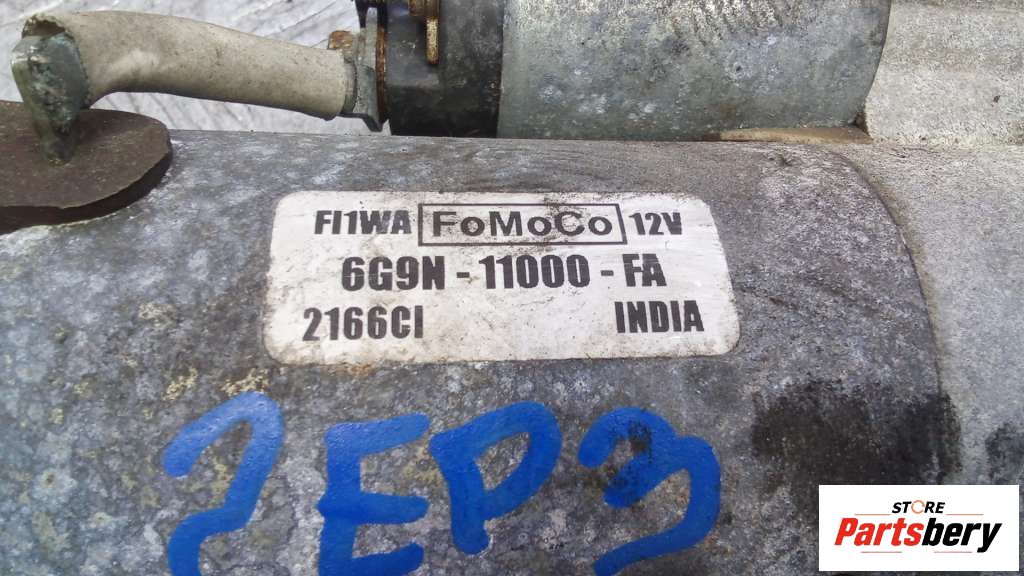 FI1WA FoMoCo 12V
6G9N - 11000 - FA
2166CI INDIA
2EP3
STORE
Partsbery